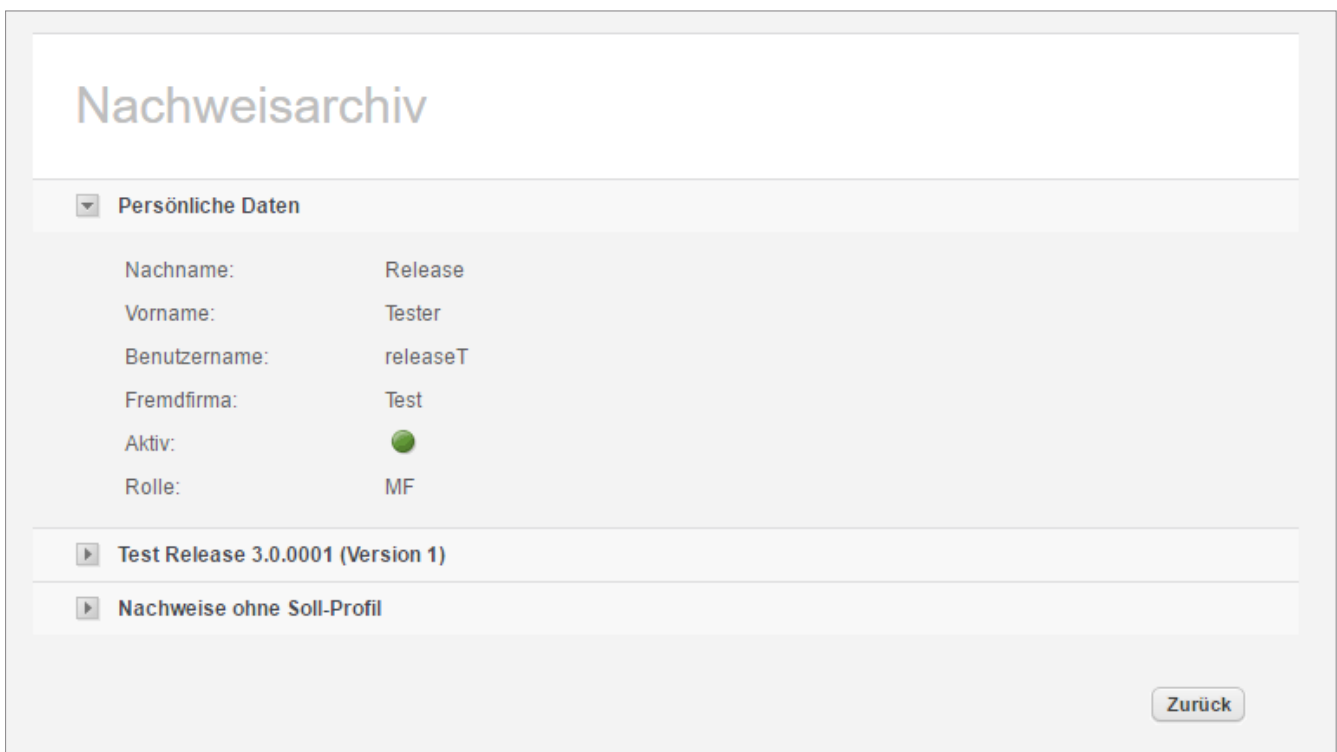 Nachweisarchiv
Persönliche Daten
Nachname: Release
Vorname: Tester
Benutzername: releaseT
Fremdfirma: Test
Aktiv:
Rolle: MF
Test Release 3.0.0001 (Version 1)
Nachweise ohne Soll-Profil
Zurück